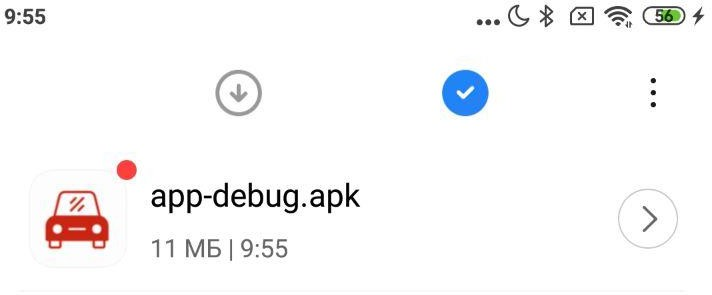 9:55
56
app-debug.apk
11 МБ | 9:55